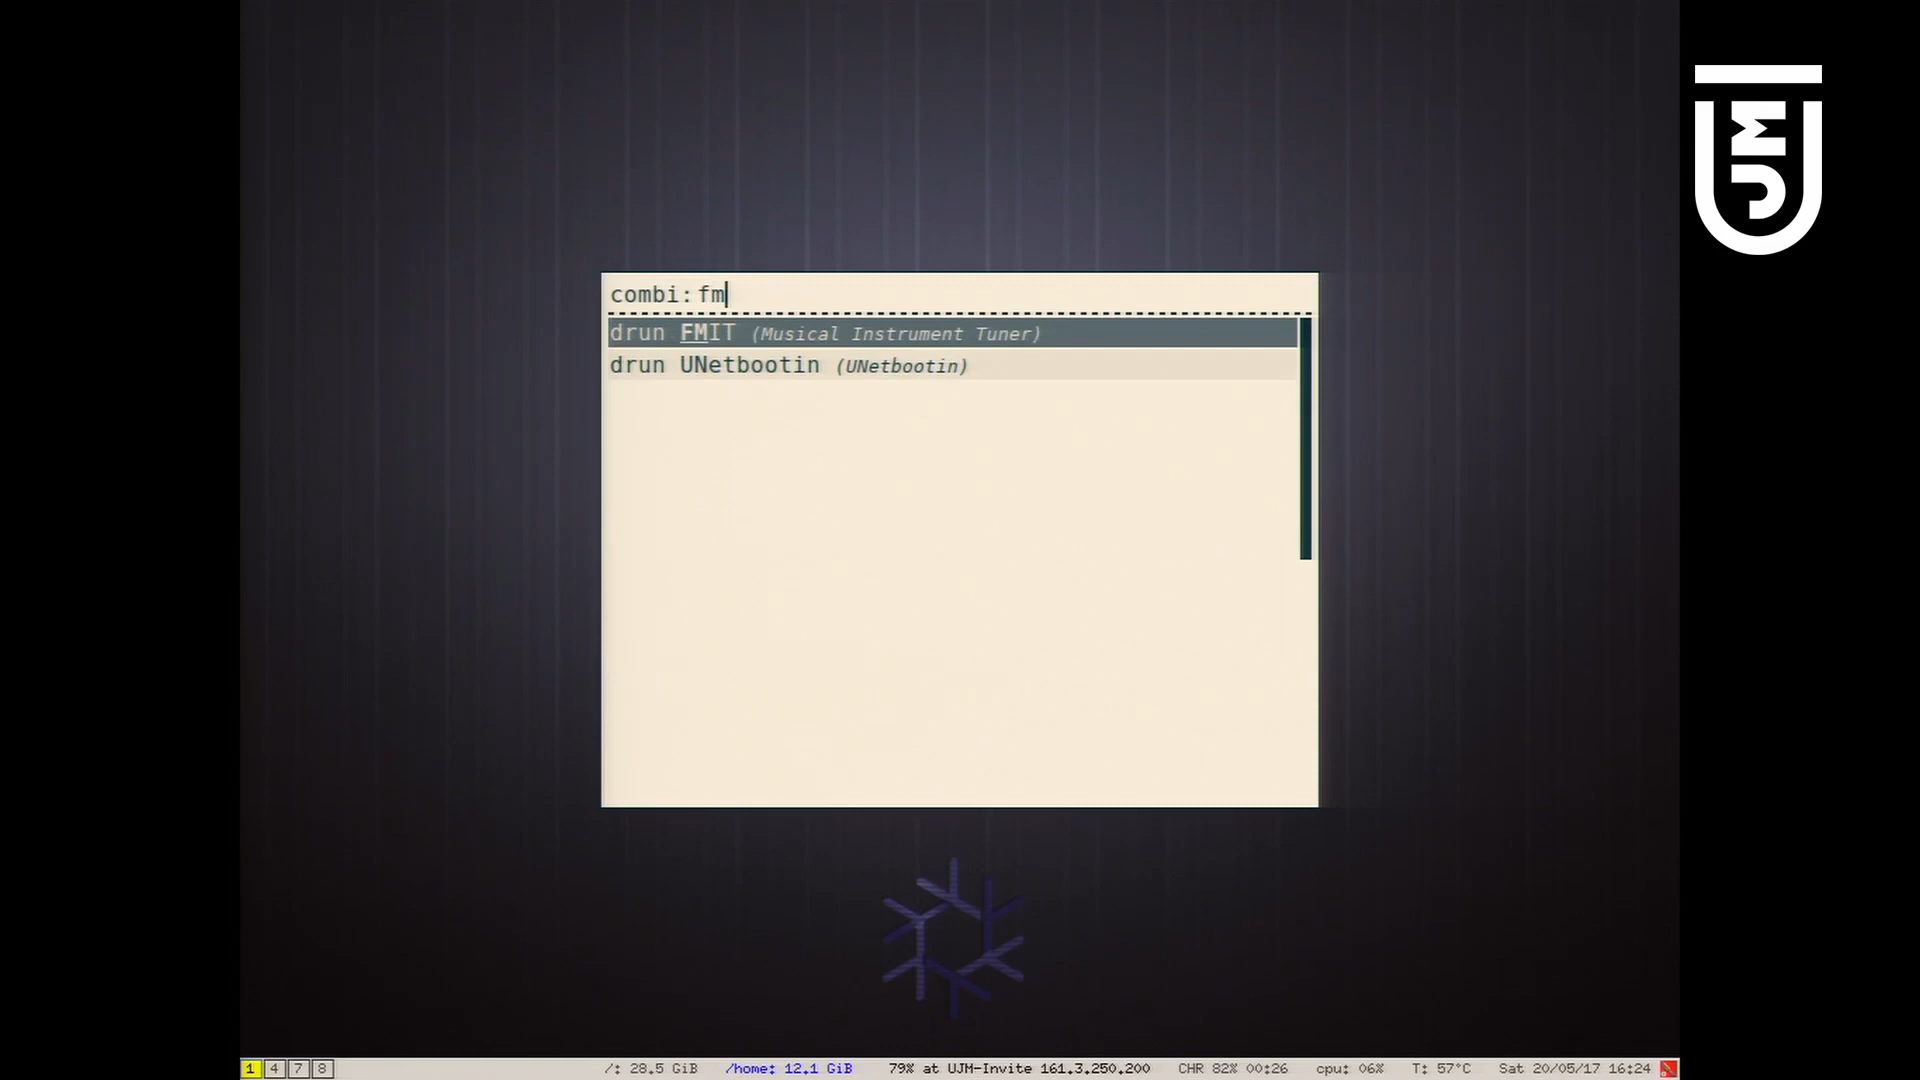 UJM
combi:fm
drun FMIT (Musical Instrument Tuner)
drun UNetbootin (UNetbootin)
1 4 7 8 /: 28.5 GiB /home: 12.1 GiB 79% at UJM-Invite 161.3.250.200 CHR 82% 00:26 cpu: 06% T: 57°C Sat 20/05/17 16:24